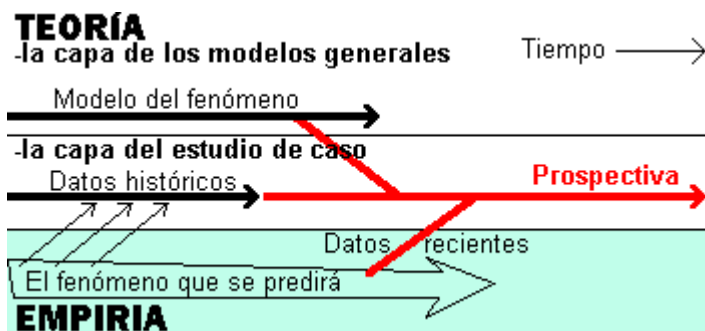 TEORÍA
-la capa de los modelos generales
Tiempo
Modelo del fenómeno
-la capa del estudio de caso
Datos históricos
Prospectiva
Datos recientes
El fenómeno que se predirá
EMPIRIA